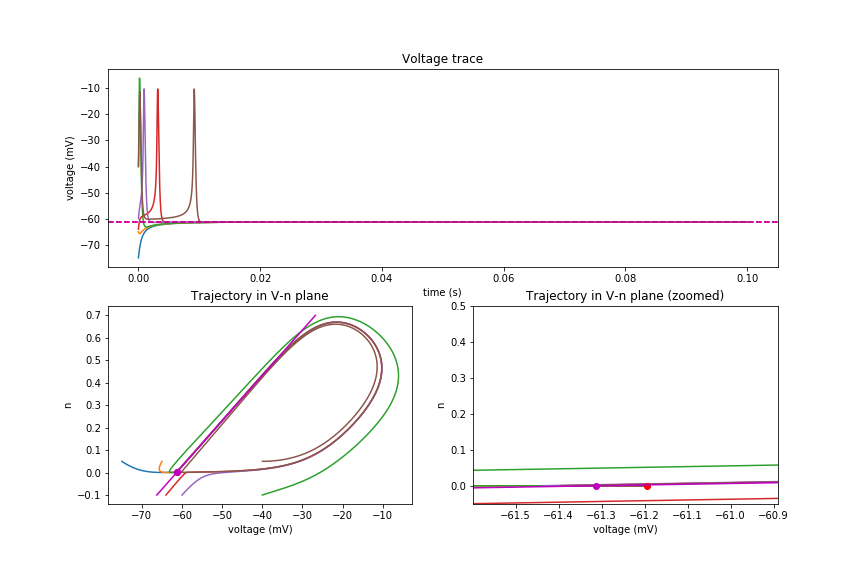 Voltage trace
voltage (mV)
−10
−20
−30
−40
−50
−60
−70
0.00 0.02 0.04 0.06 0.08 0.10
time (s)
Trajectory in V-n plane
n
0.7
0.6
0.5
0.4
0.3
0.2
0.1
0.0
−0.1
−70 −60 −50 −40 −30 −20 −10
voltage (mV)
Trajectory in V-n plane (zoomed)
n
0.5
0.4
0.3
0.2
0.1
0.0
−61.5 −61.4 −61.3 −61.2 −61.1 −61.0 −60.9
voltage (mV)